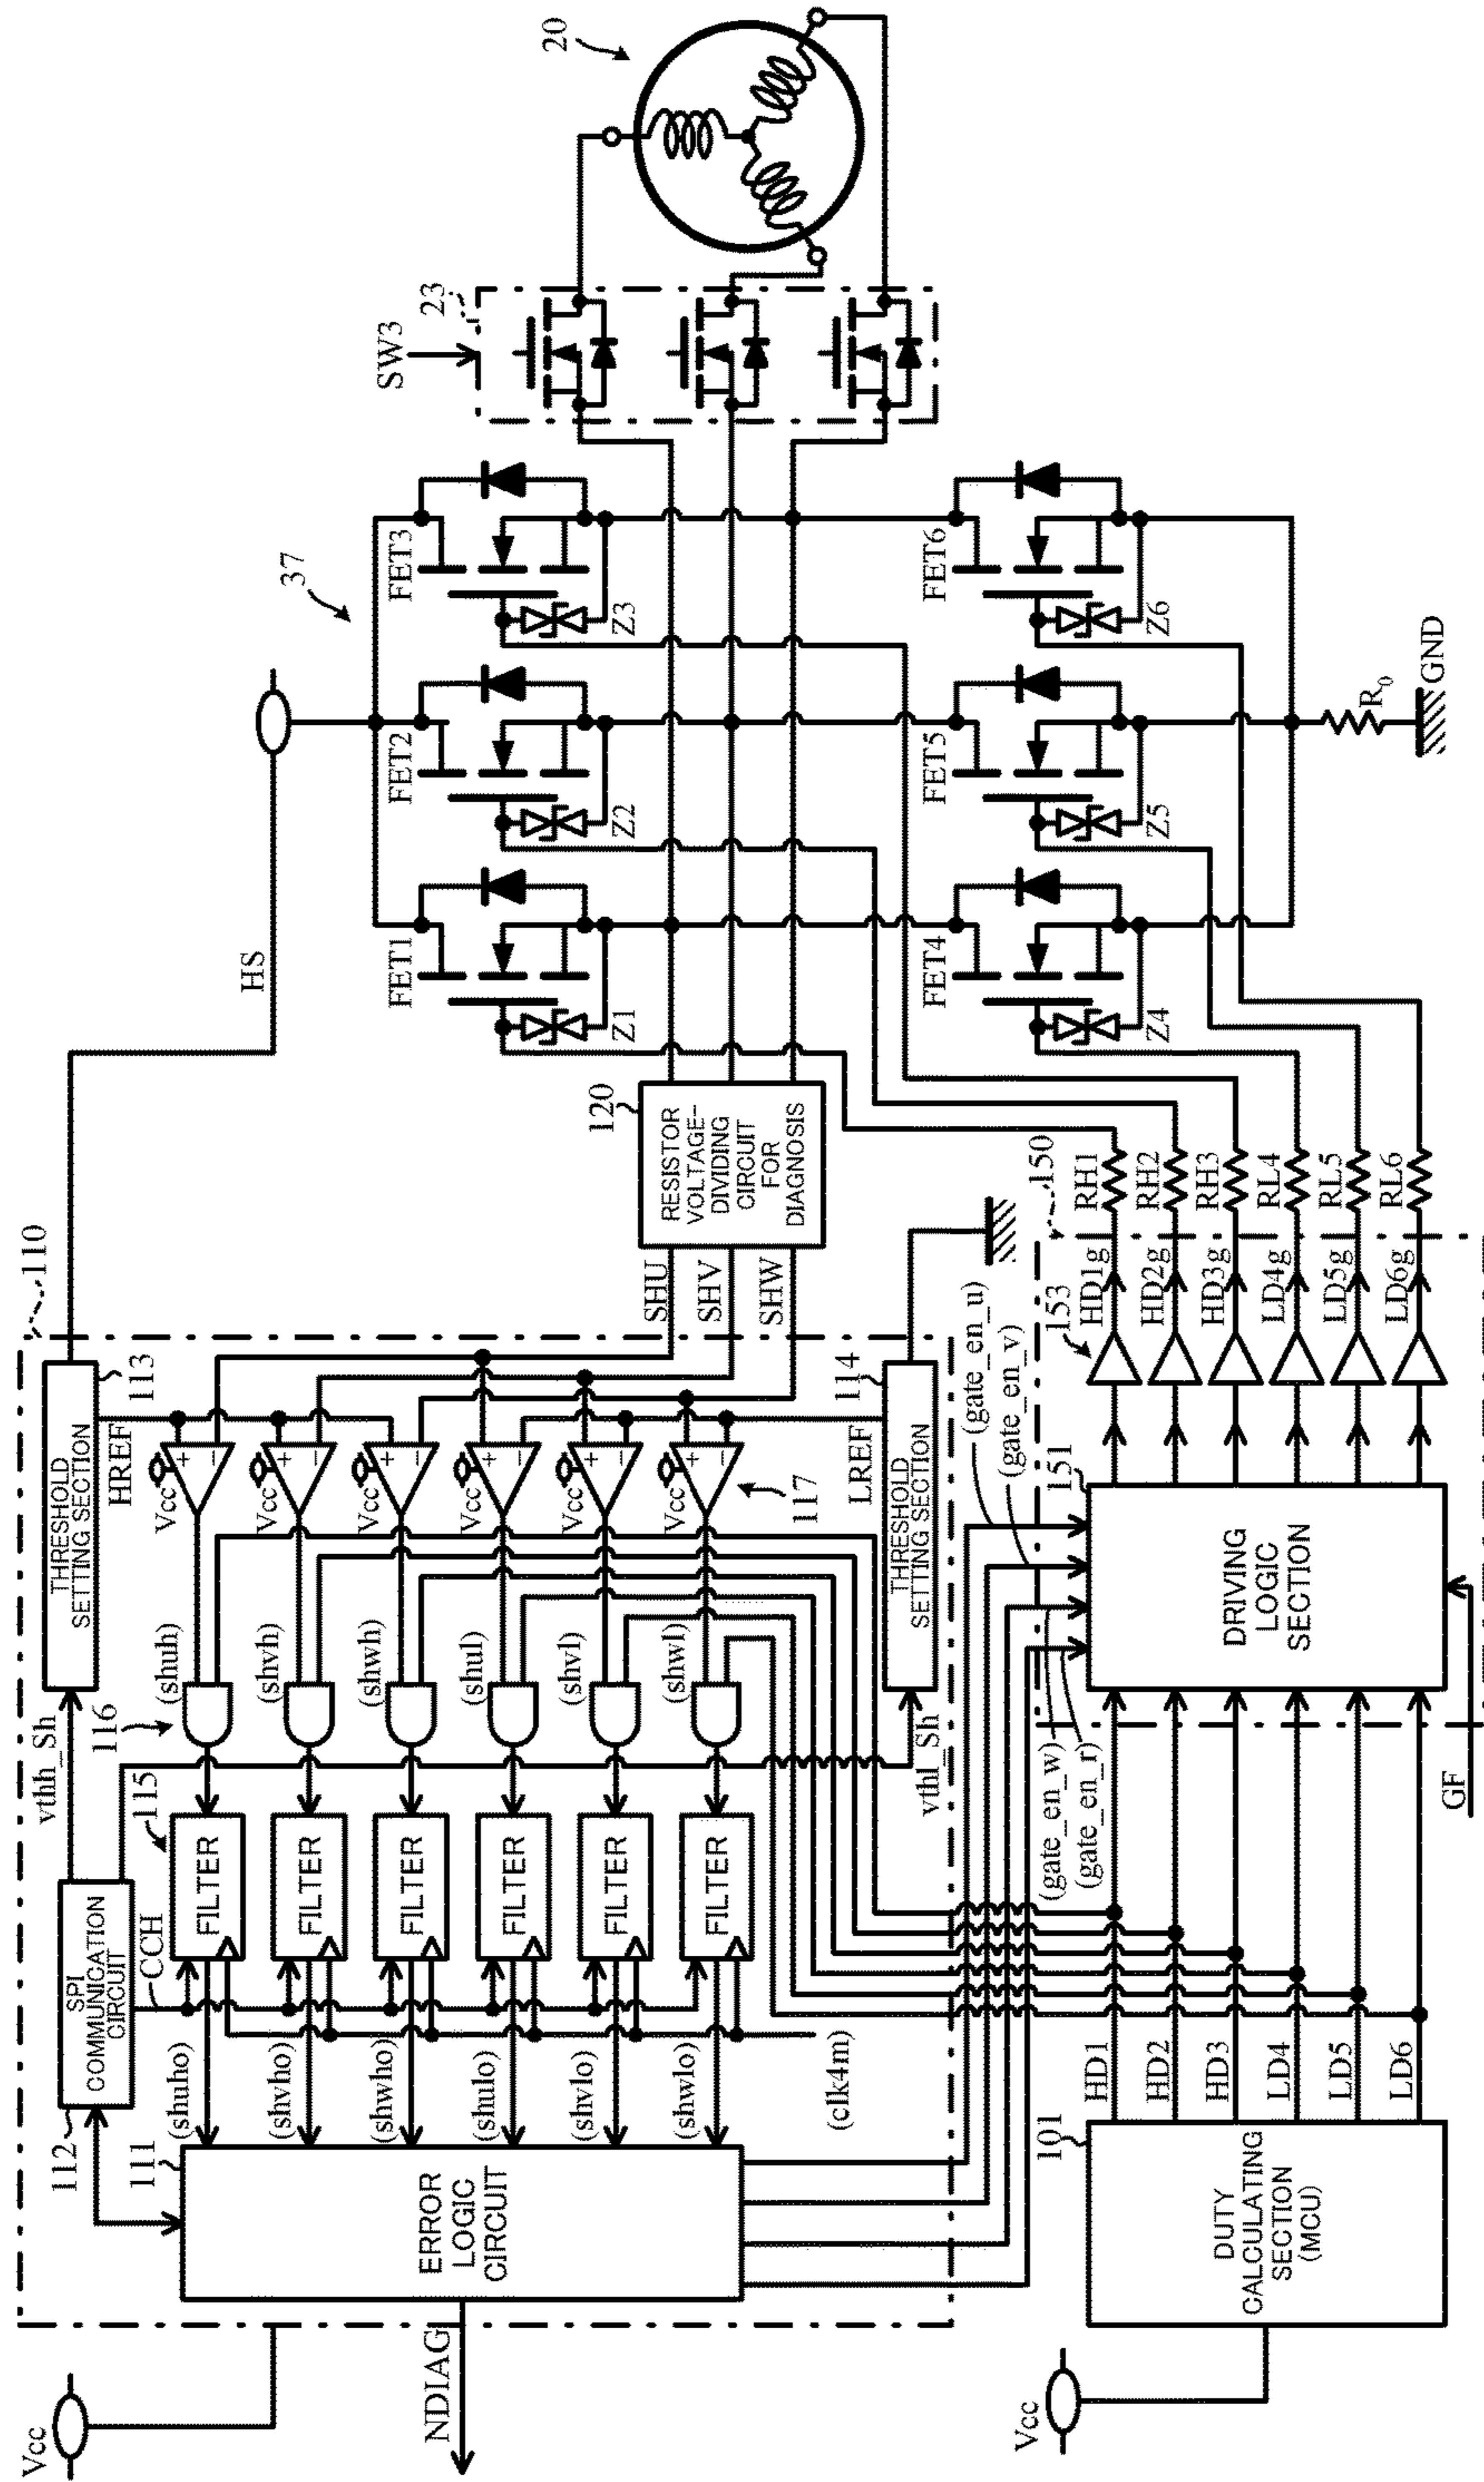 Vcc
NDIAG
112
SPI
COMMUNICATION
CIRCUIT
CCH
vthh_Sh
THRESHOLD
SETTING SECTION
113
110
HREF
HS
111
ERROR
LOGIC
CIRCUIT
(shuho)
(shvho)
(shwho)
(shulo)
(shvlo)
(shwlo)
(clk4m)
115
FILTER
FILTER
FILTER
FILTER
FILTER
FILTER
116
(shuh)
(shvh)
(shwh)
(shul)
(shvl)
(shwl)
Vcc
+
−
Vcc
+
−
Vcc
+
−
Vcc
+
−
Vcc
+
−
Vcc
+
−
117
LREF
vthl_Sh
THRESHOLD
SETTING SECTION
114
SHU
SHV
SHW
120
RESISTOR
VOLTAGE-
DIVIDING
CIRCUIT
FOR
DIAGNOSIS
37
FET1
FET2
FET3
Z1
Z2
Z3
FET4
FET5
FET6
Z4
Z5
Z6
R0
GND
SW3
23
20
Vcc
101
DUTY
CALCULATING
SECTION
(MCU)
HD1
HD2
HD3
LD4
LD5
LD6
(gate_en_w)
(gate_en_r)
(gate_en_u)
(gate_en_v)
GF
151
DRIVING
LOGIC
SECTION
153
150
HD1g
HD2g
HD3g
LD4g
LD5g
LD6g
RH1
RH2
RH3
RL4
RL5
RL6